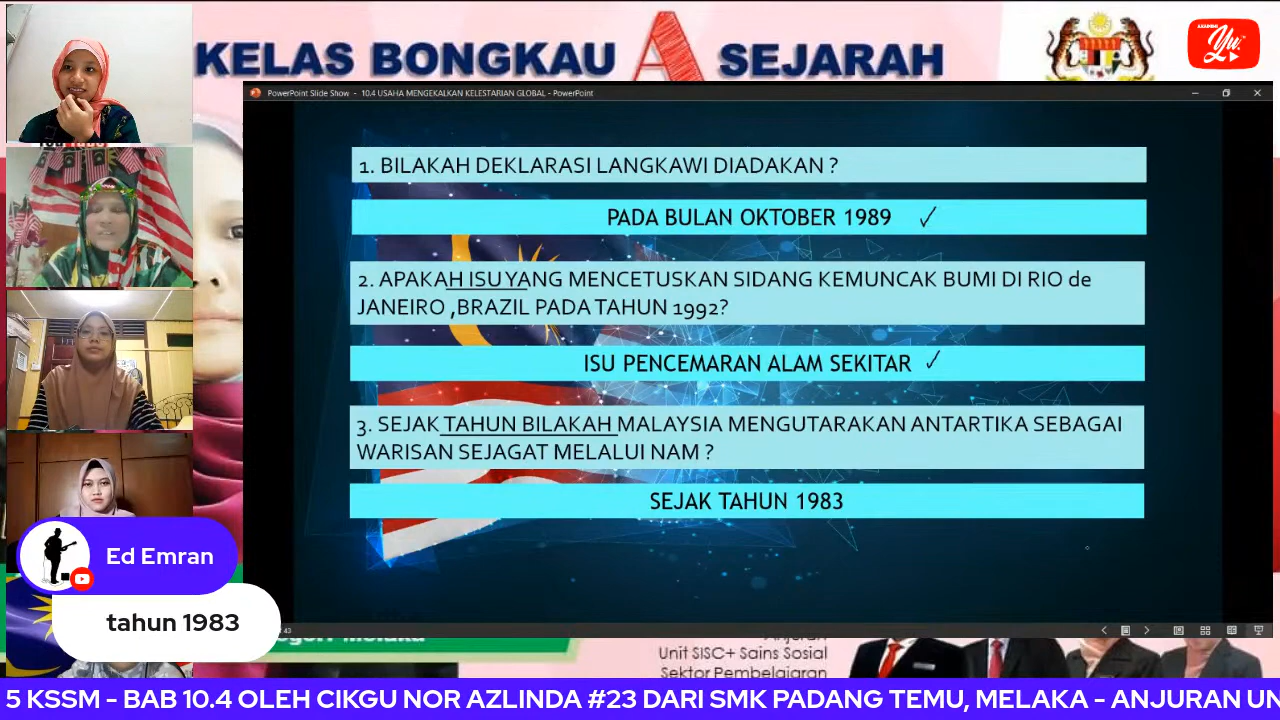 KELAS BONGKAU A SEJARAH
AKADEMI
YouTube
PowerPoint Slide Show - 10.4 USAHA MENGEKALKAN KELESTARIAN GLOBAL - PowerPoint
1. BILAKAH DEKLARASI LANGKAWI DIADAKAN ?
PADA BULAN OKTOBER 1989 ✓
2. APAKAH ISU YANG MENCETUSKAN SIDANG KEMUNCAK BUMI DI RIO de
JANEIRO ,BRAZIL PADA TAHUN 1992?
ISU PENCEMARAN ALAM SEKITAR ✓
3. SEJAK TAHUN BILAKAH MALAYSIA MENGUTARAKAN ANTARTIKA SEBAGAI
WARISAN SEJAGAT MELALUI NAM ?
SEJAK TAHUN 1983
Ed Emran
tahun 1983
43
Melaka
Anjuran
Unit SISC+ Sains Sosial
Sektor Pembelajaran
5 KSSM - BAB 10.4 OLEH CIKGU NOR AZLINDA #23 DARI SMK PADANG TEMU, MELAKA - ANJURAN UN